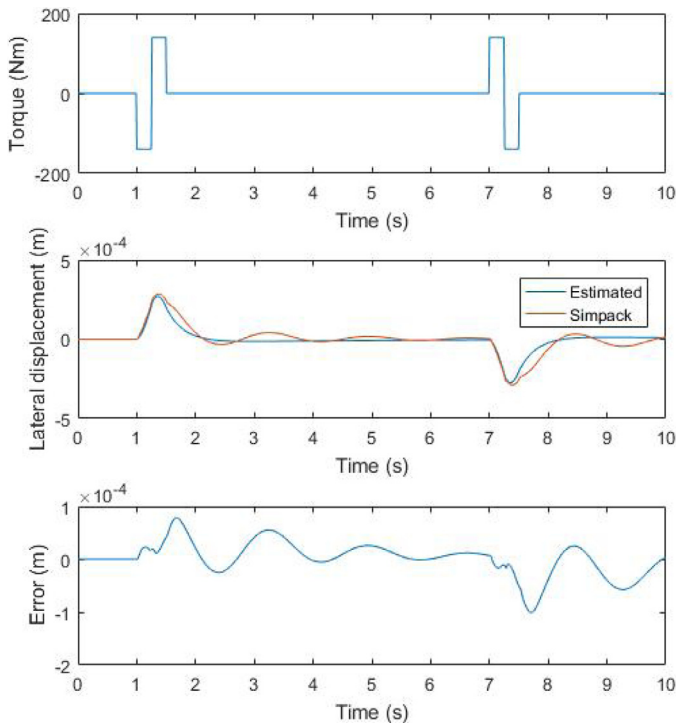 200
0
-200
Torque (Nm)
0 1 2 3 4 5 6 7 8 9 10
Time (s)
×10-4
5
0
-5
Lateral displacement (m)
Estimated
Simpack
0 1 2 3 4 5 6 7 8 9 10
Time (s)
×10-4
1
0
-1
-2
Error (m)
0 1 2 3 4 5 6 7 8 9 10
Time (s)